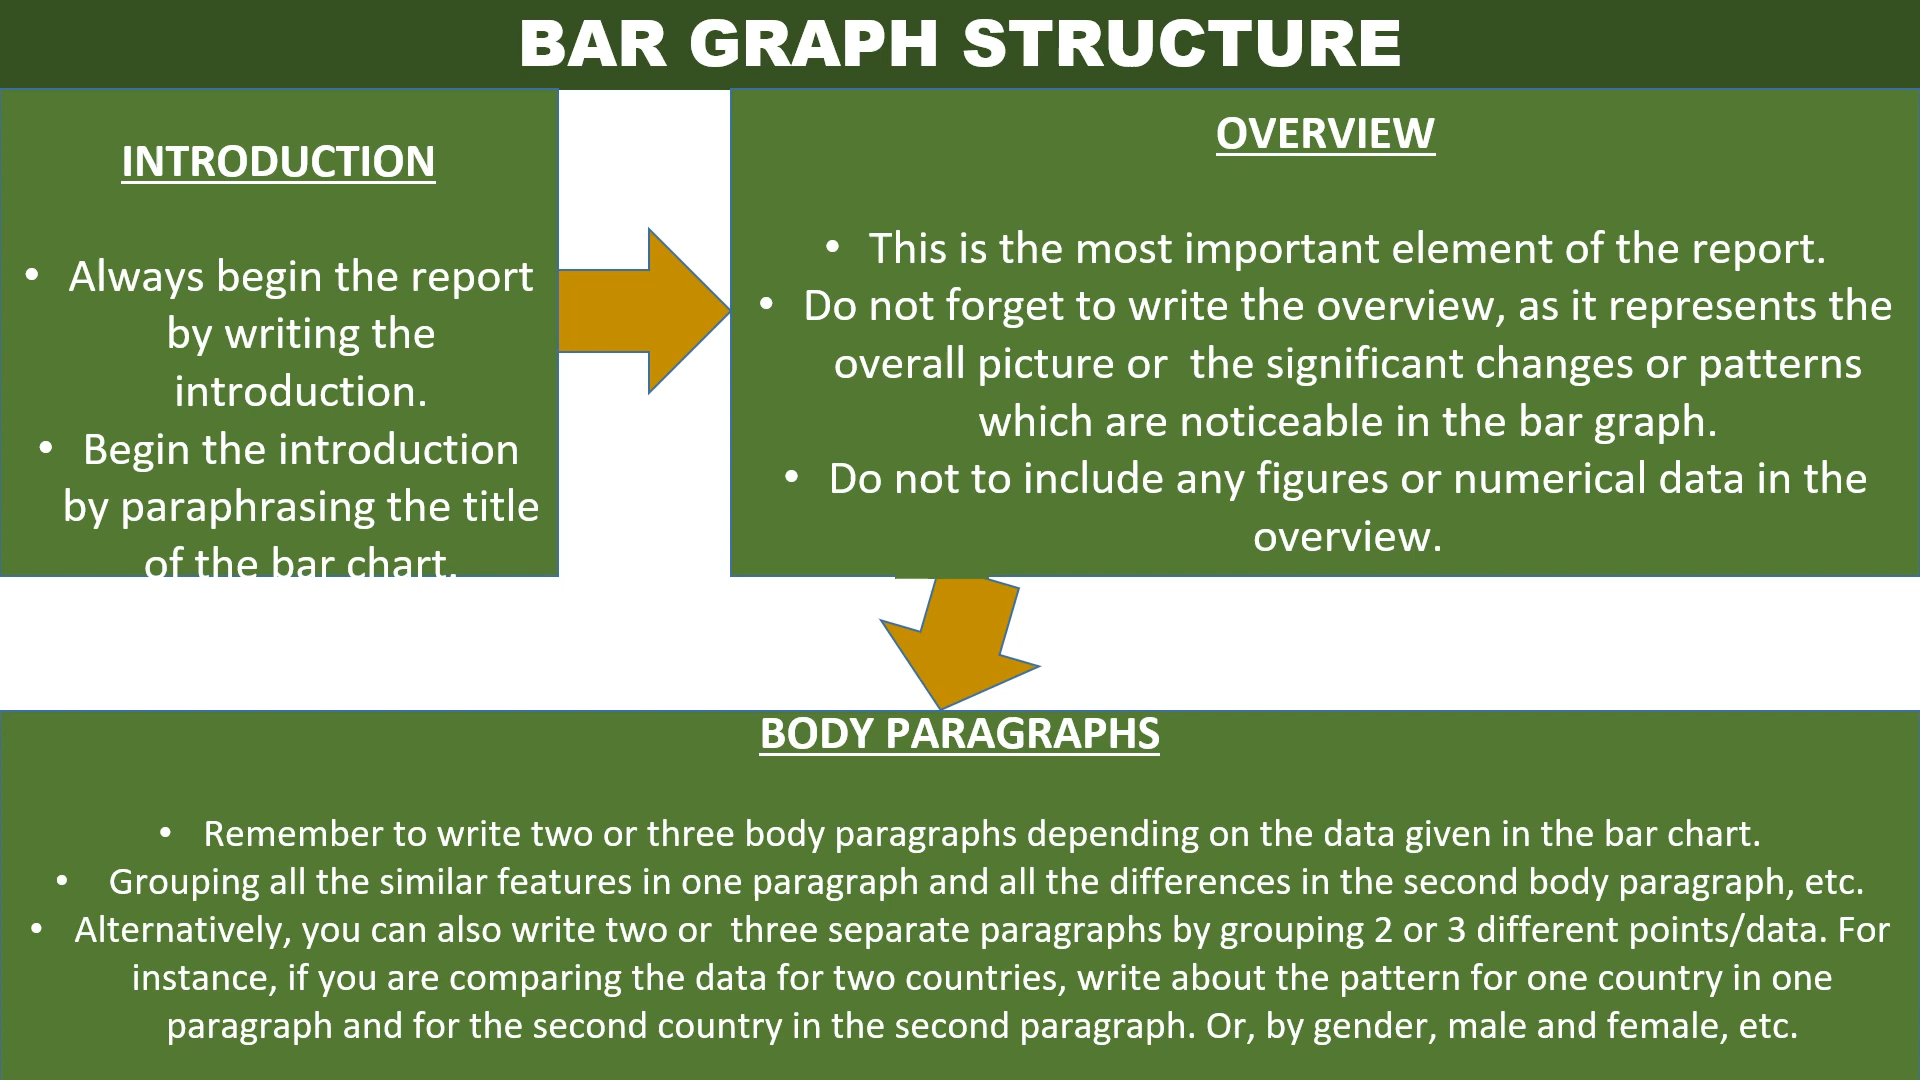 BAR GRAPH STRUCTURE
INTRODUCTION
• Always begin the report
by writing the
introduction.
• Begin the introduction
by paraphrasing the title
of the bar chart.
OVERVIEW
• This is the most important element of the report.
• Do not forget to write the overview, as it represents the
overall picture or  the significant changes or patterns
which are noticeable in the bar graph.
• Do not to include any figures or numerical data in the
overview.
BODY PARAGRAPHS
• Remember to write two or three body paragraphs depending on the data given in the bar chart.
• Grouping all the similar features in one paragraph and all the differences in the second body paragraph, etc.
• Alternatively, you can also write two or  three separate paragraphs by grouping 2 or 3 different points/data. For
instance, if you are comparing the data for two countries, write about the pattern for one country in one
paragraph and for the second country in the second paragraph. Or, by gender, male and female, etc.